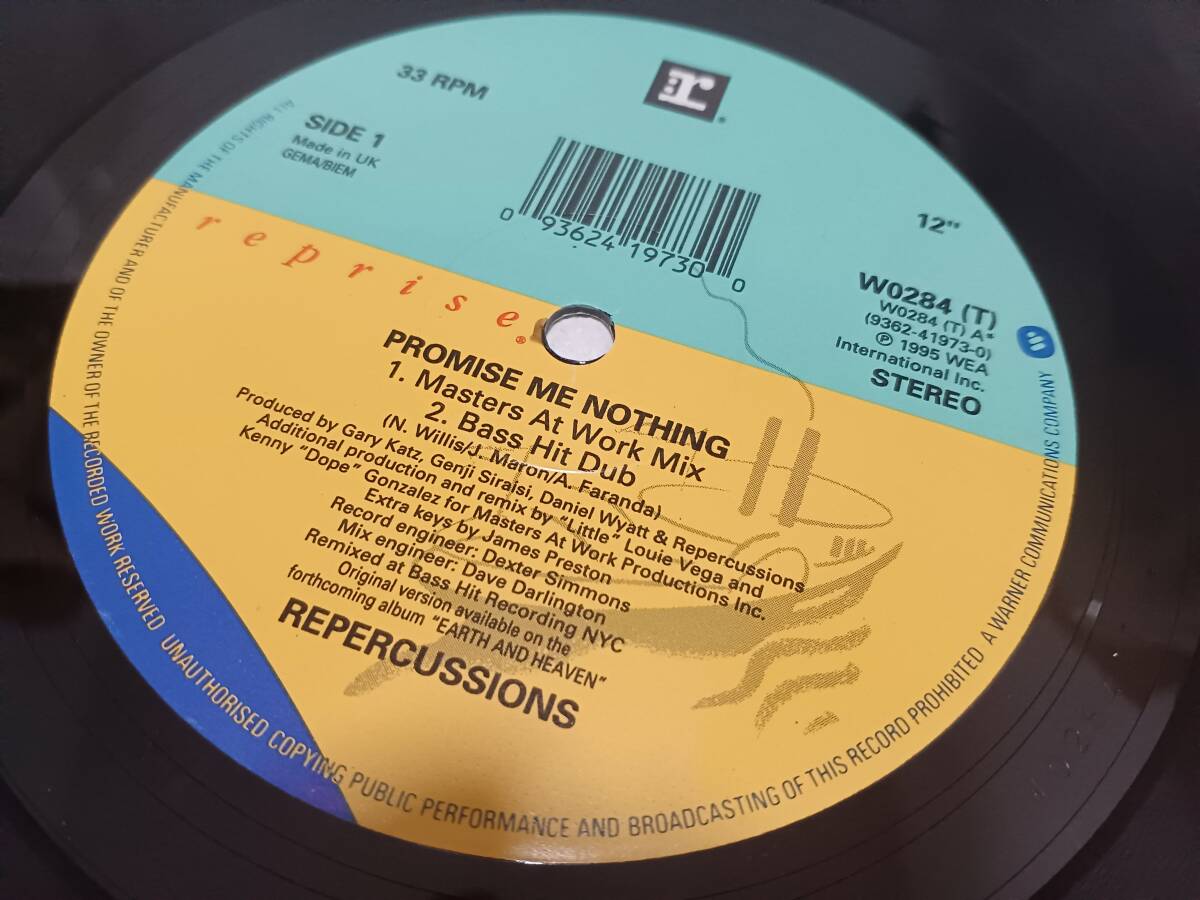 33 RPM
r
SIDE 1
Made in UK
GEMA/BIEM
0 93624 19730 0
12"
W0284 (T)
W0284 (T) A*
(9362-41973-0)
℗ 1995 WEA
International Inc.
STEREO
reprise®
PROMISE ME NOTHING
1. Masters At Work Mix
2. Bass Hit Dub
(N. Willis/J. Maron/A. Faranda)
Produced by Gary Katz, Genji Siraisi, Daniel Wyatt & Repercussions
Additional production and remix by "Little" Louie Vega and
Kenny "Dope" Gonzalez for Masters At Work Productions Inc.
Extra keys by James Preston
Record engineer: Dexter Simmons
Mix engineer: Dave Darlington
Remixed at Bass Hit Recording NYC
Original version available on the
forthcoming album "EARTH AND HEAVEN"
REPERCUSSIONS
ALL RIGHTS OF THE MANUFACTURER AND OF THE OWNER OF THE RECORDED WORK RESERVED UNAUTHORISED COPYING PUBLIC PERFORMANCE AND BROADCASTING OF THIS RECORD PROHIBITED A WARNER COMMUNICATIONS COMPANY